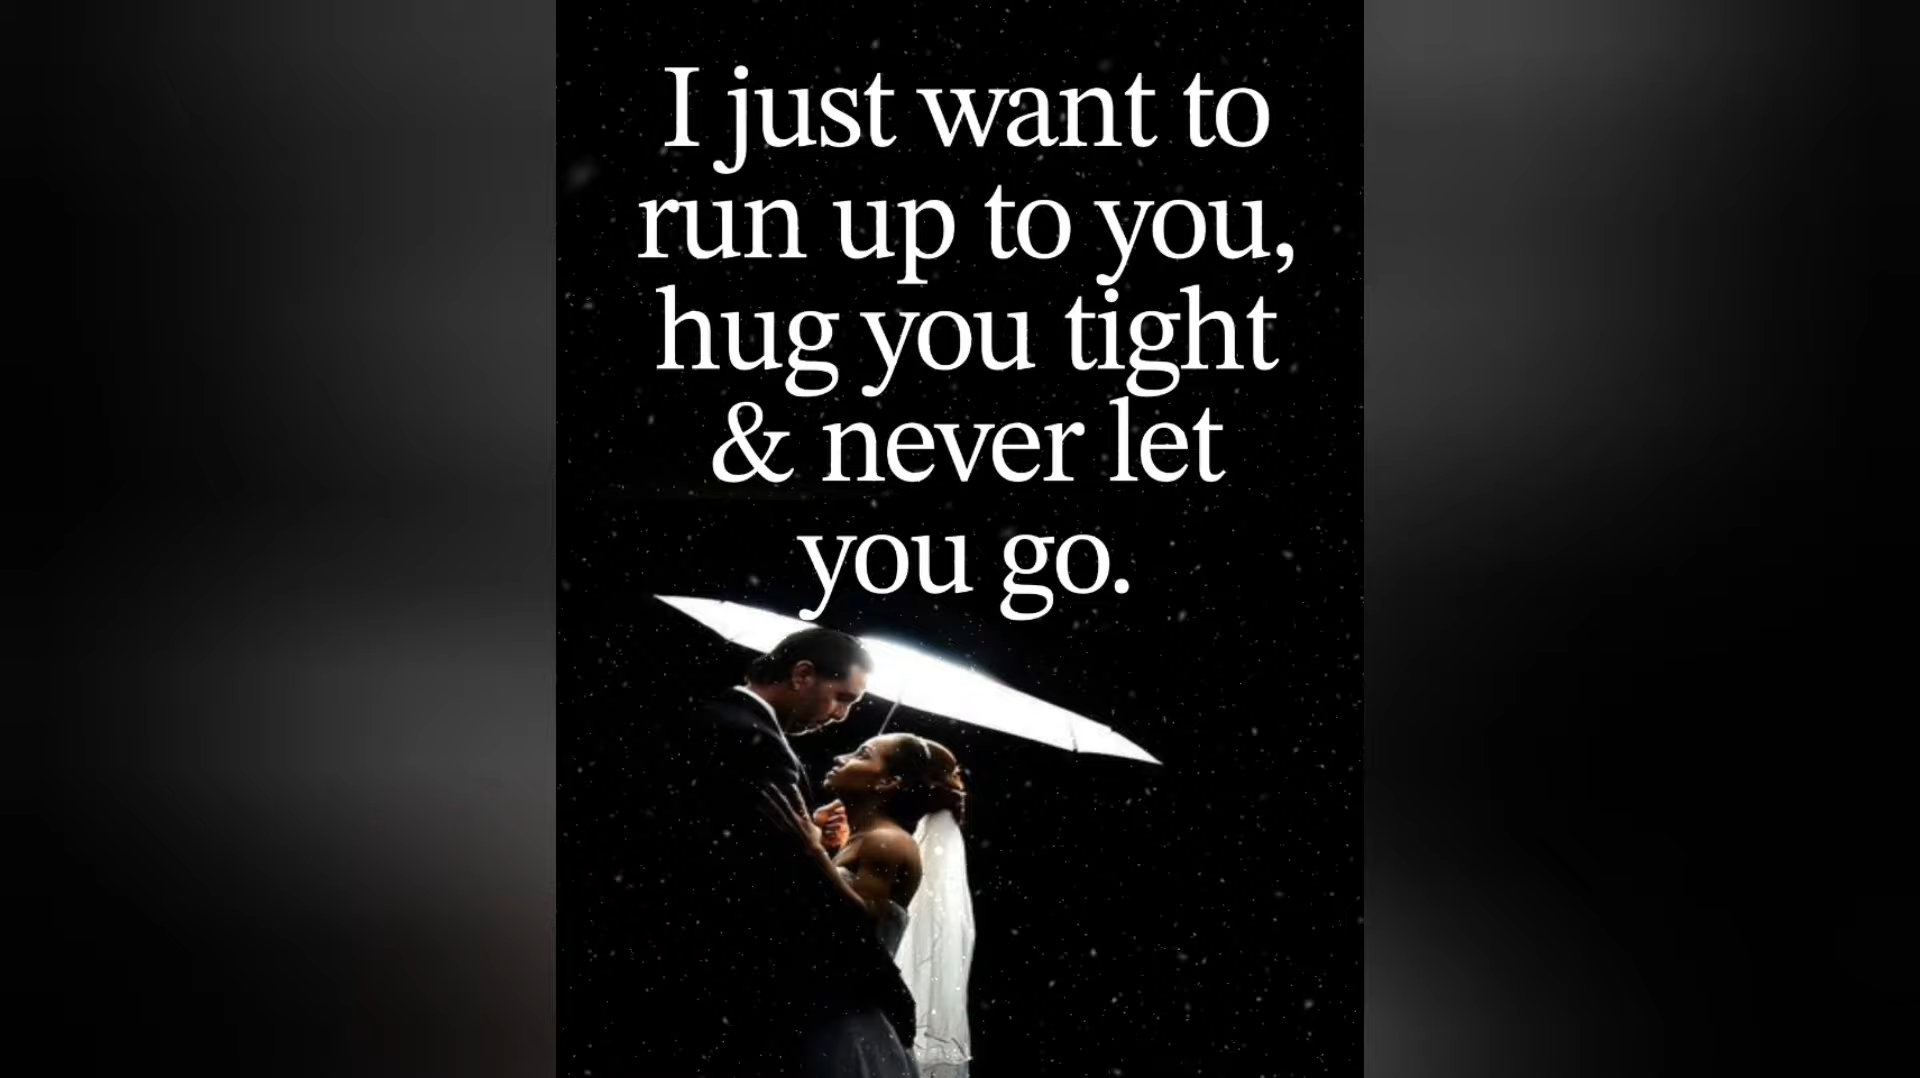 I just want to
run up to you,
hug you tight
& never let
you go.